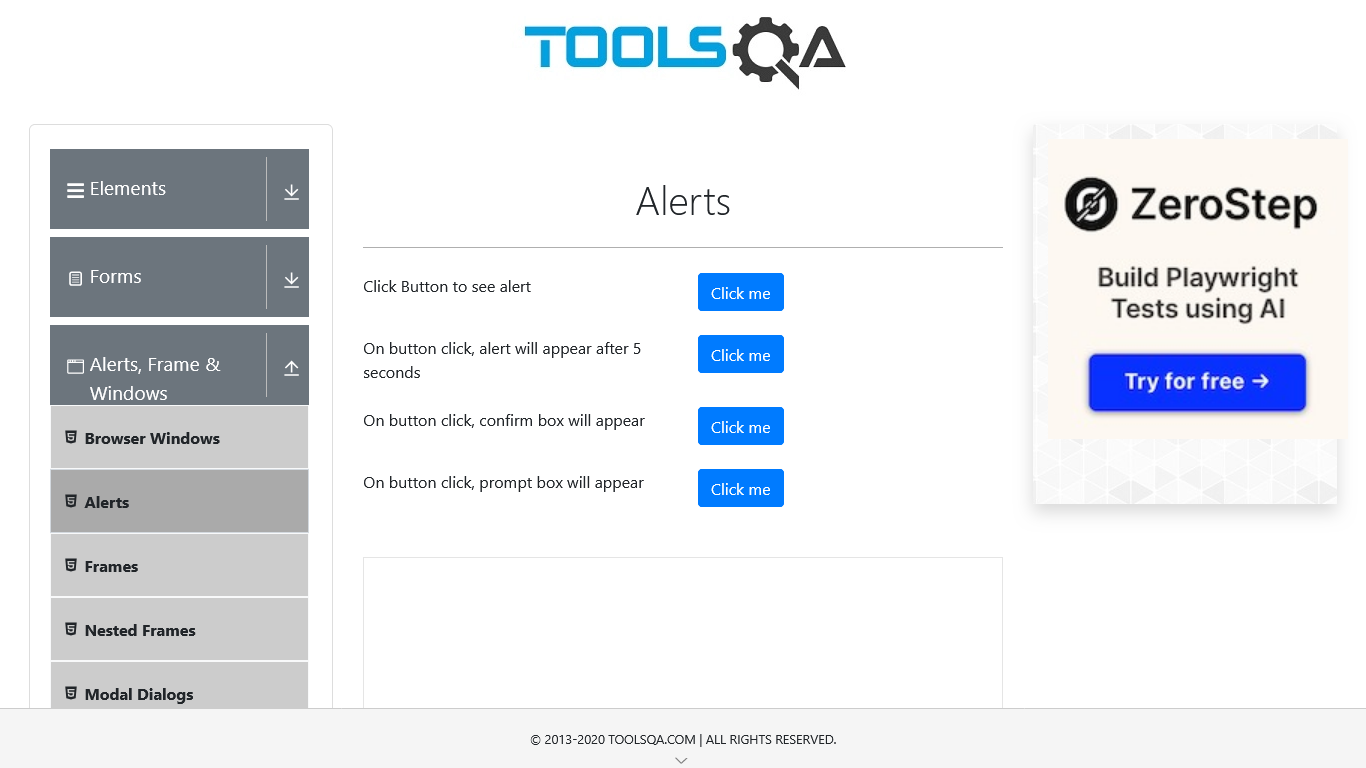 TOOLSQA
Elements
Forms
Alerts, Frame &
Windows
Browser Windows
Alerts
Frames
Nested Frames
Modal Dialogs
Alerts
Click Button to see alert
Click me
On button click, alert will appear after 5
seconds
Click me
On button click, confirm box will appear
Click me
On button click, prompt box will appear
Click me
ZeroStep
Build Playwright
Tests using AI
Try for free →
© 2013-2020 TOOLSQA.COM | ALL RIGHTS RESERVED.